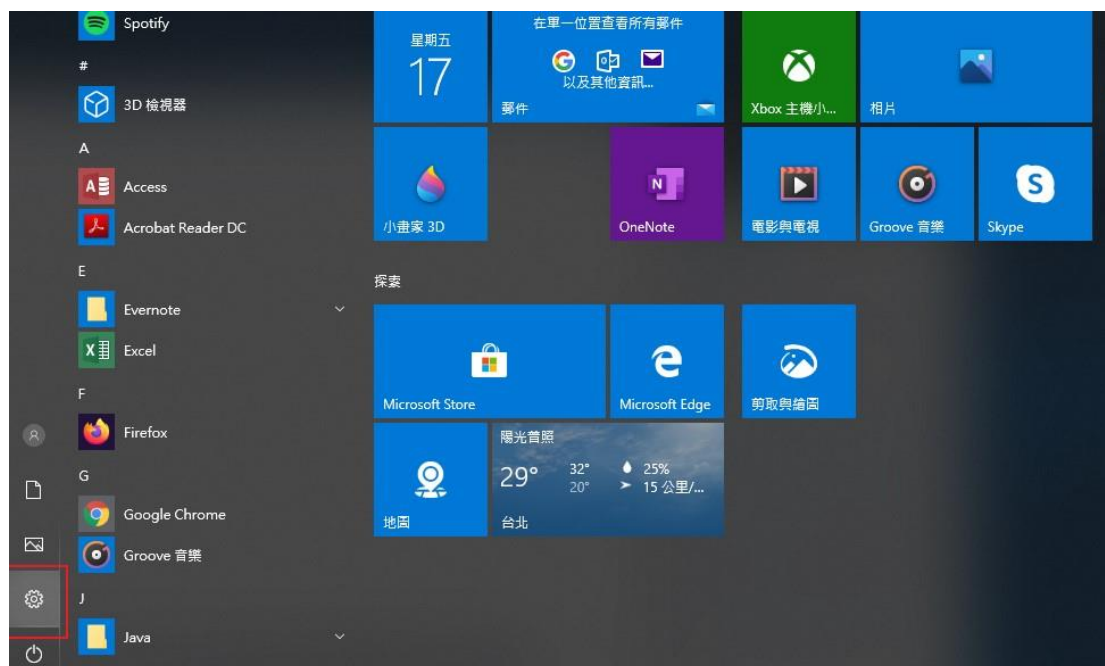 Spotify
#
3D 檢視器
A
Access
Acrobat Reader DC
E
Evernote
Excel
F
Firefox
G
Google Chrome
Groove 音樂
J
Java
星期五
17
在單一位置查看所有郵件
以及其他資訊...
郵件
Xbox 主機小...
相片
小畫家 3D
OneNote
電影與電視
Groove 音樂
Skype
探索
Microsoft Store
Microsoft Edge
剪取與繪圖
地圖
陽光普照
29° 32° 25%
20° 15 公里/...
台北